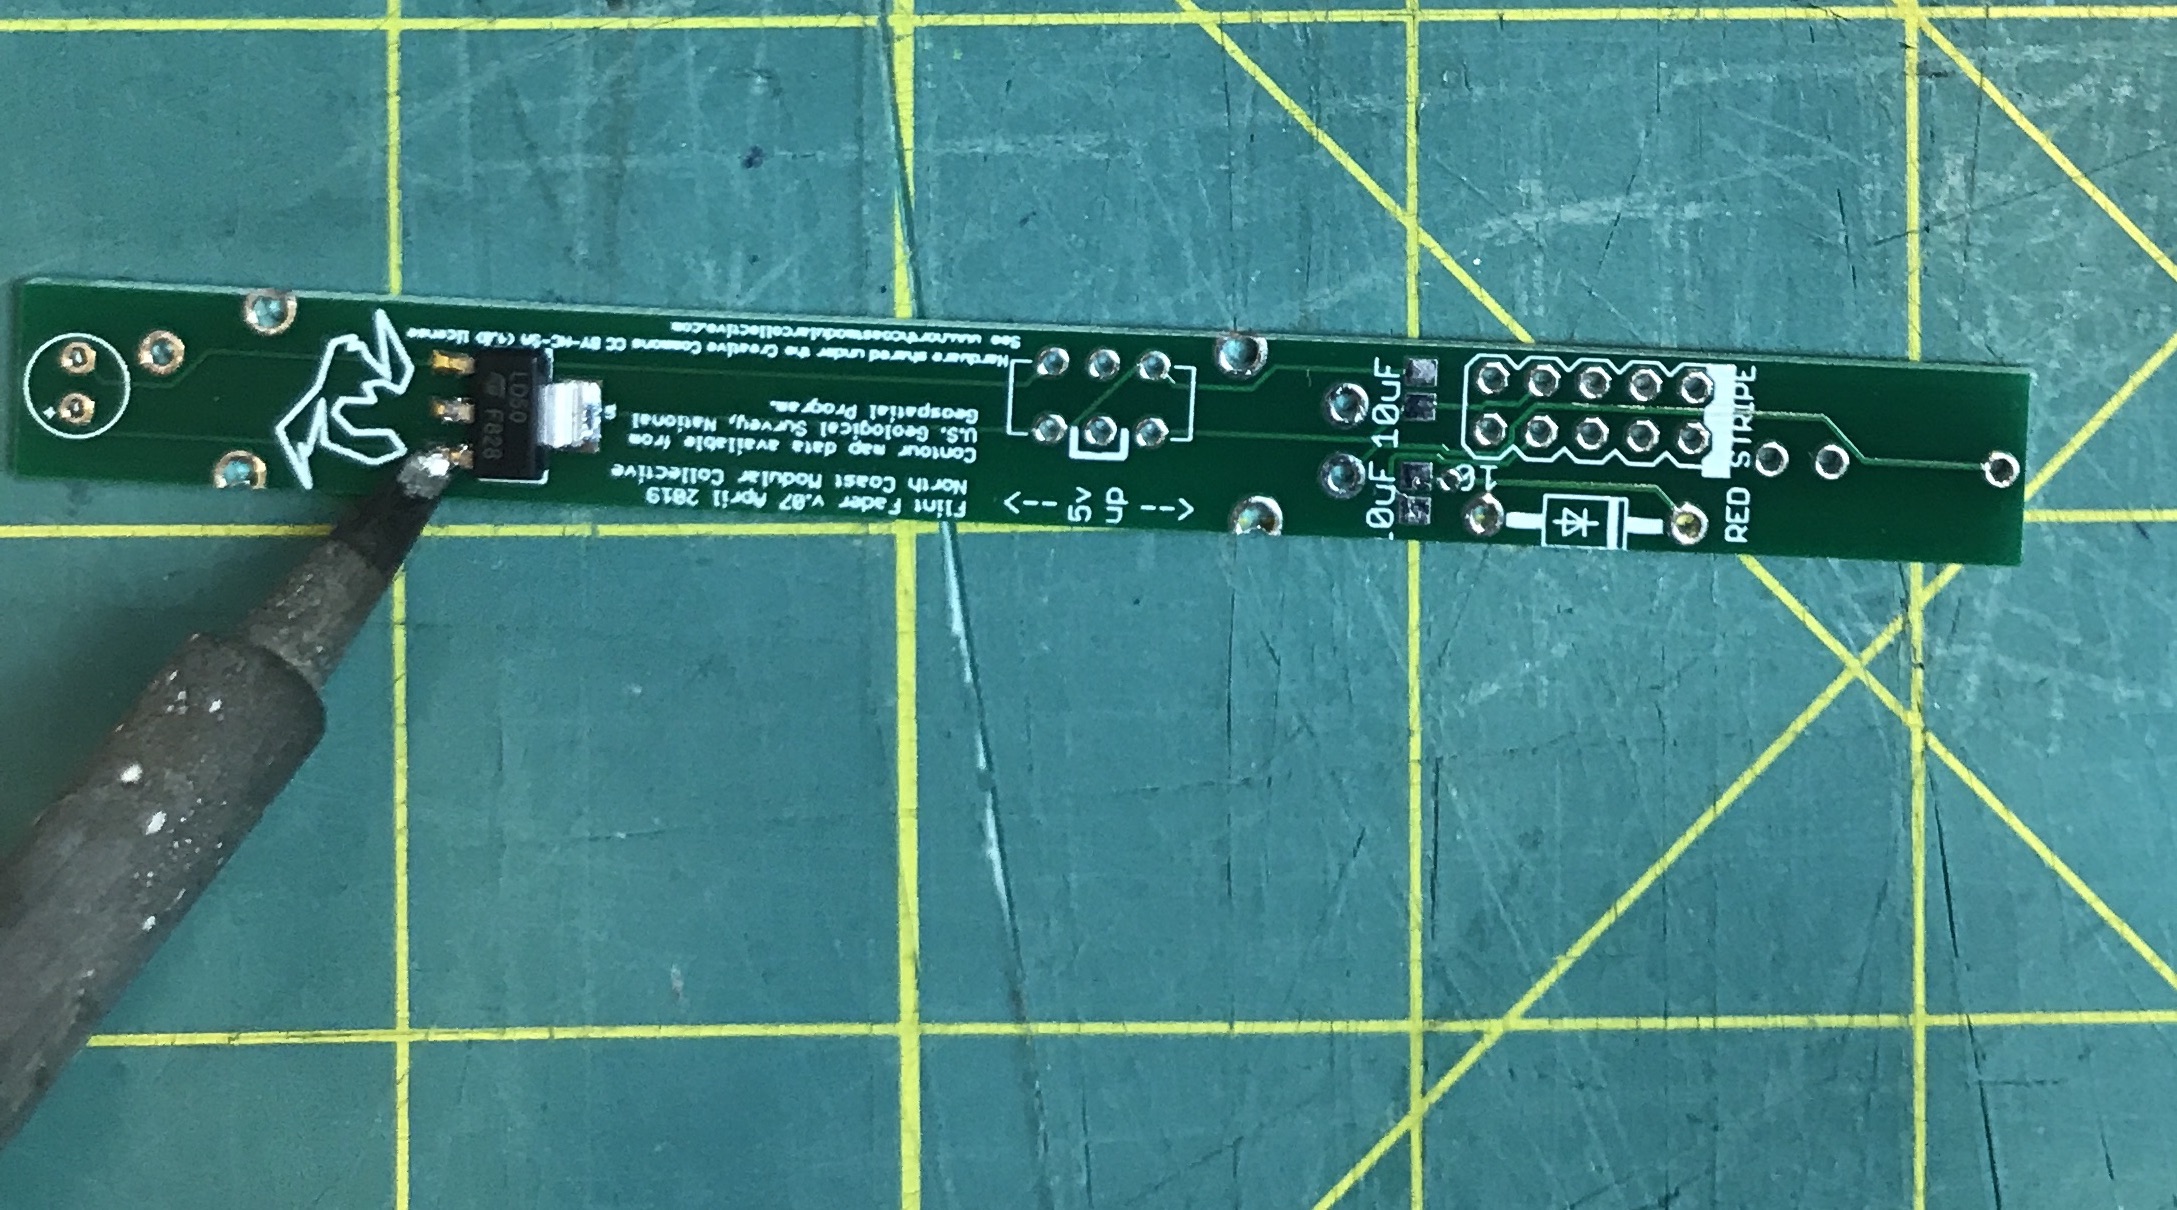 Flint Fader v.07 April 2019
North Coast Modular Collective
Contour map data available from
U.S. Geological Survey, National
Geospatial Program.
Hardware shared under the Creative Commons CC BY-NC-SA (4.0) License
See www.northcoastmodularcollective.com
LD50
F7828
<-- 5v up -->
10uF
10uF
10
RED STRIPE
+